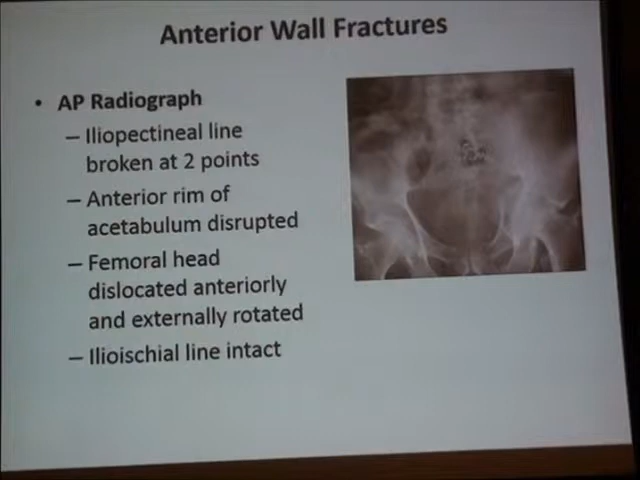 Anterior Wall Fractures
• AP Radiograph
– Iliopectineal line
broken at 2 points
– Anterior rim of
acetabulum disrupted
– Femoral head
dislocated anteriorly
and externally rotated
– Ilioischial line intact